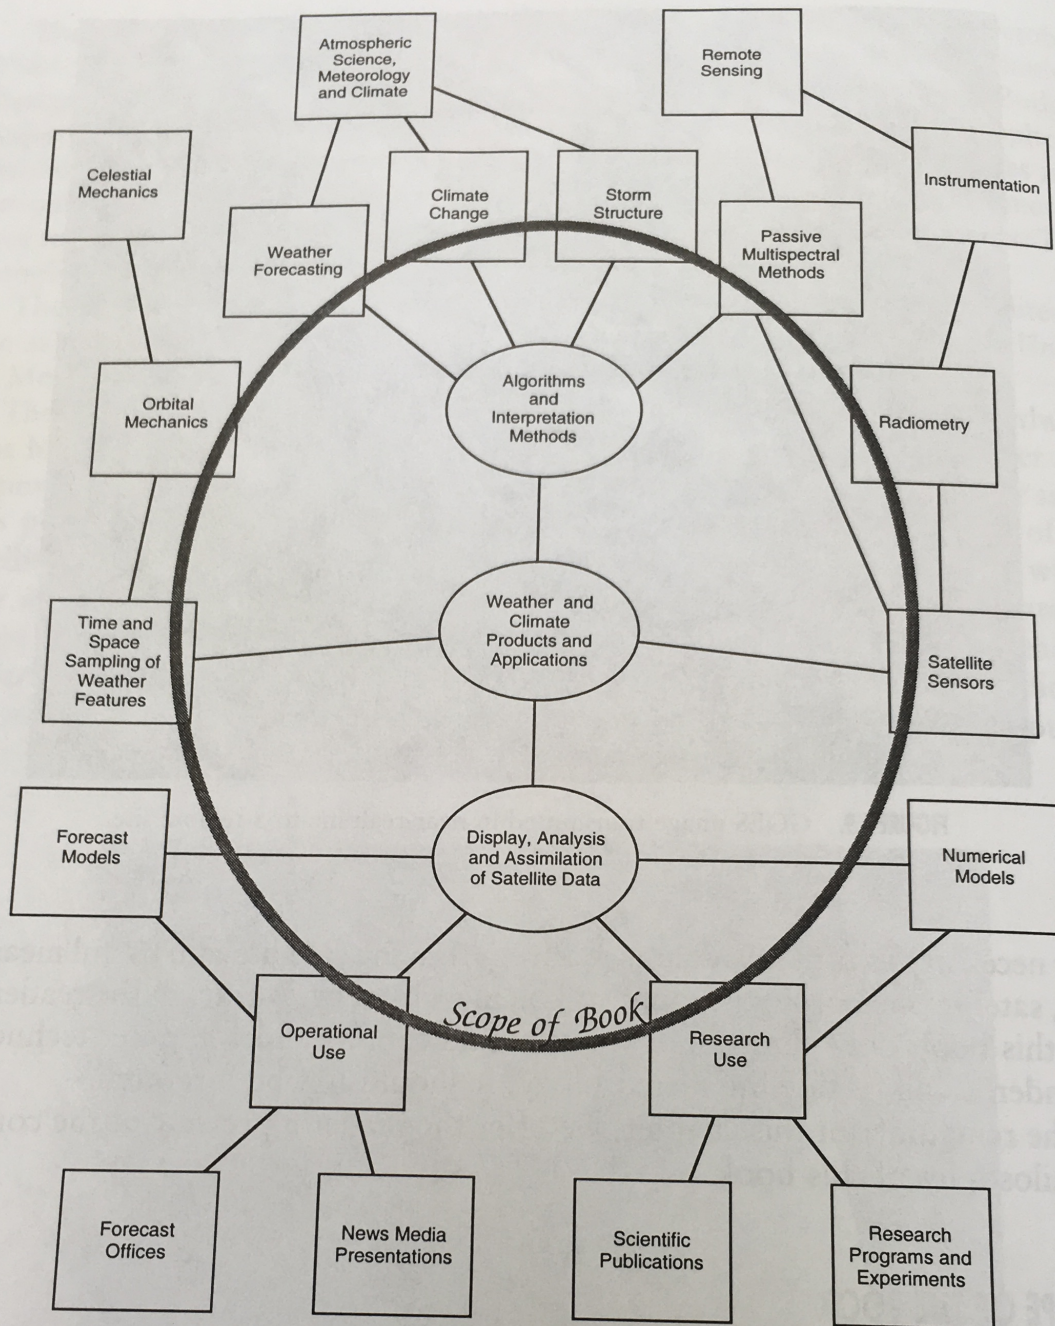 Atmospheric
Science,
Meteorology
and Climate
Remote
Sensing
Celestial
Mechanics
Climate
Change
Storm
Structure
Instrumentation
Weather
Forecasting
Passive
Multispectral
Methods
Orbital
Mechanics
Algorithms
and
Interpretation
Methods
Radiometry
Time and
Space
Sampling of
Weather
Features
Weather and
Climate
Products and
Applications
Satellite
Sensors
Forecast
Models
Display, Analysis
and Assimilation
of Satellite Data
Numerical
Models
Operational
Use
Scope of Book
Research
Use
Forecast
Offices
News Media
Presentations
Scientific
Publications
Research
Programs and
Experiments